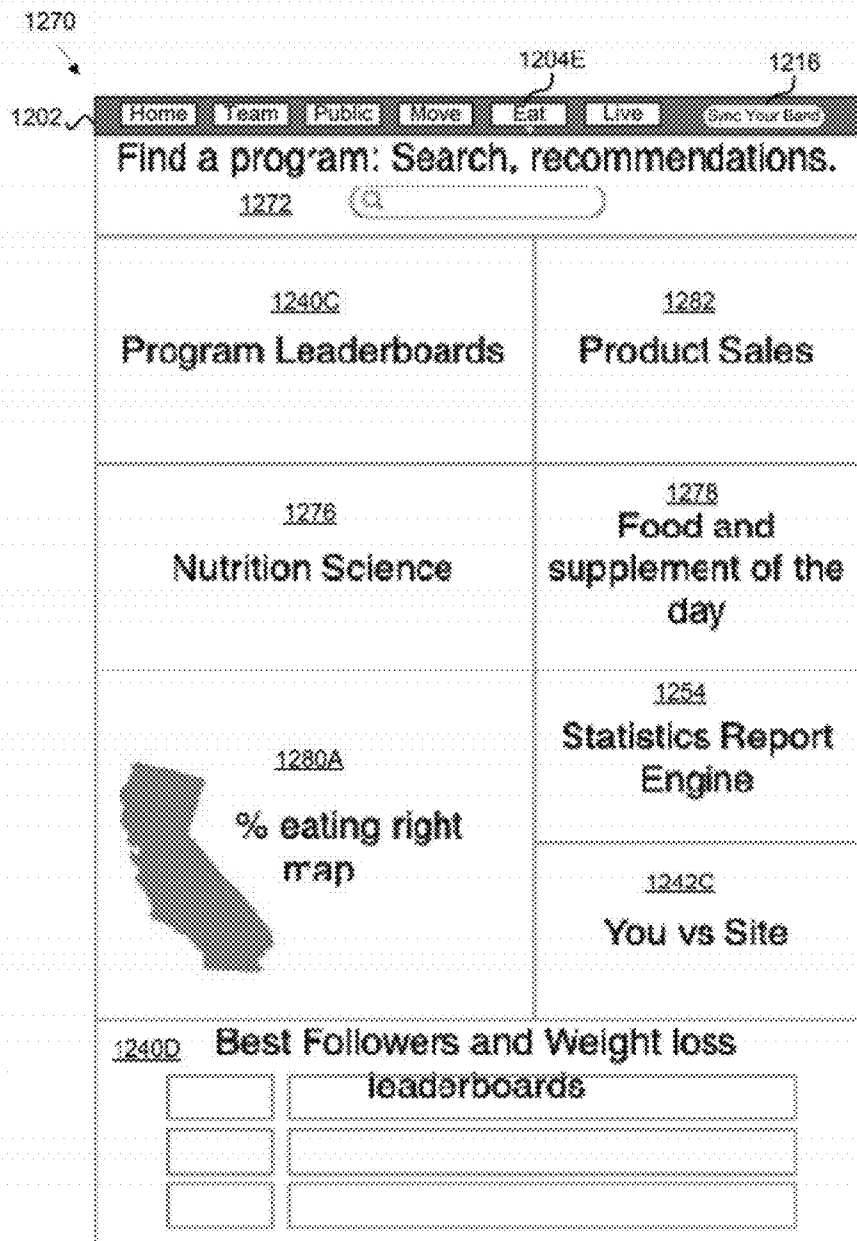 1270
1204E
1216
1202
Home Team Public Move Eat Live Sync Your Band
Find a program: Search, recommendations.
1272
1240C
Program Leaderboards
1282
Product Sales
1276
Nutrition Science
1278
Food and
supplement of the
day
1280A
% eating right
map
1254
Statistics Report
Engine
1242C
You vs Site
1240D
Best Followers and Weight loss
leaderboards